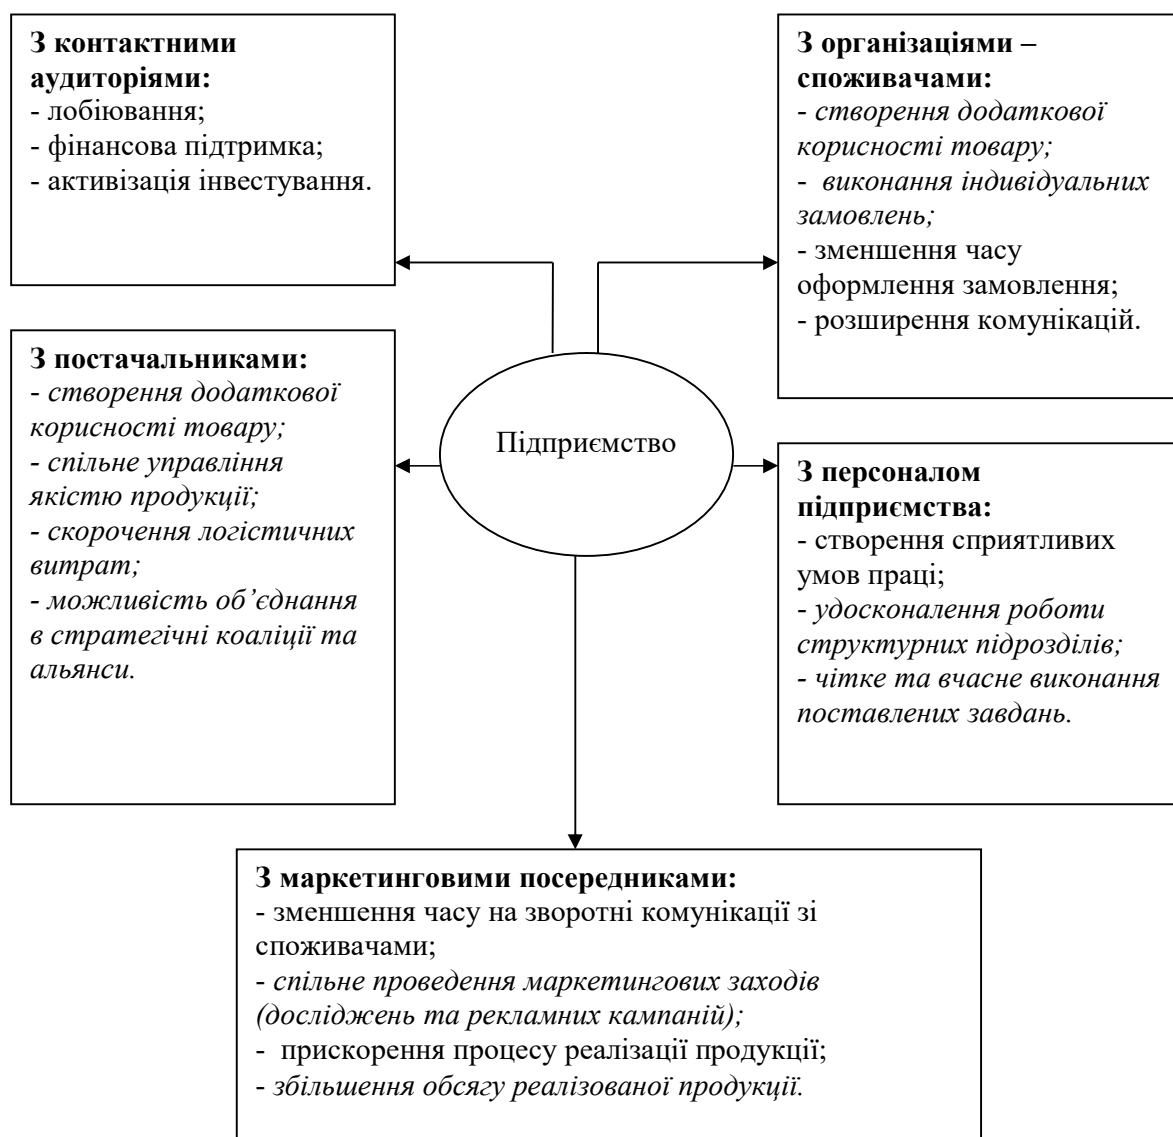 З контактними
аудиторіями:
- лобіювання;
- фінансова підтримка;
- активізація інвестування.
З організаціями –
споживачами:
- створення додаткової
корисності товару;
- виконання індивідуальних
замовлень;
- зменшення часу
оформлення замовлення;
- розширення комунікацій.
З постачальниками:
- створення додаткової
корисності товару;
- спільне управління
якістю продукції;
- скорочення логістичних
витрат;
- можливість об’єднання
в стратегічні коаліції та
альянси.
Підприємство
З персоналом
підприємства:
- створення сприятливих
умов праці;
- удосконалення роботи
структурних підрозділів;
- чітке та вчасне виконання
поставлених завдань.
З маркетинговими посередниками:
- зменшення часу на зворотні комунікації зі
споживачами;
- спільне проведення маркетингових заходів
(досліджень та рекламних кампаній);
- прискорення процесу реалізації продукції;
- збільшення обсягу реалізованої продукції.